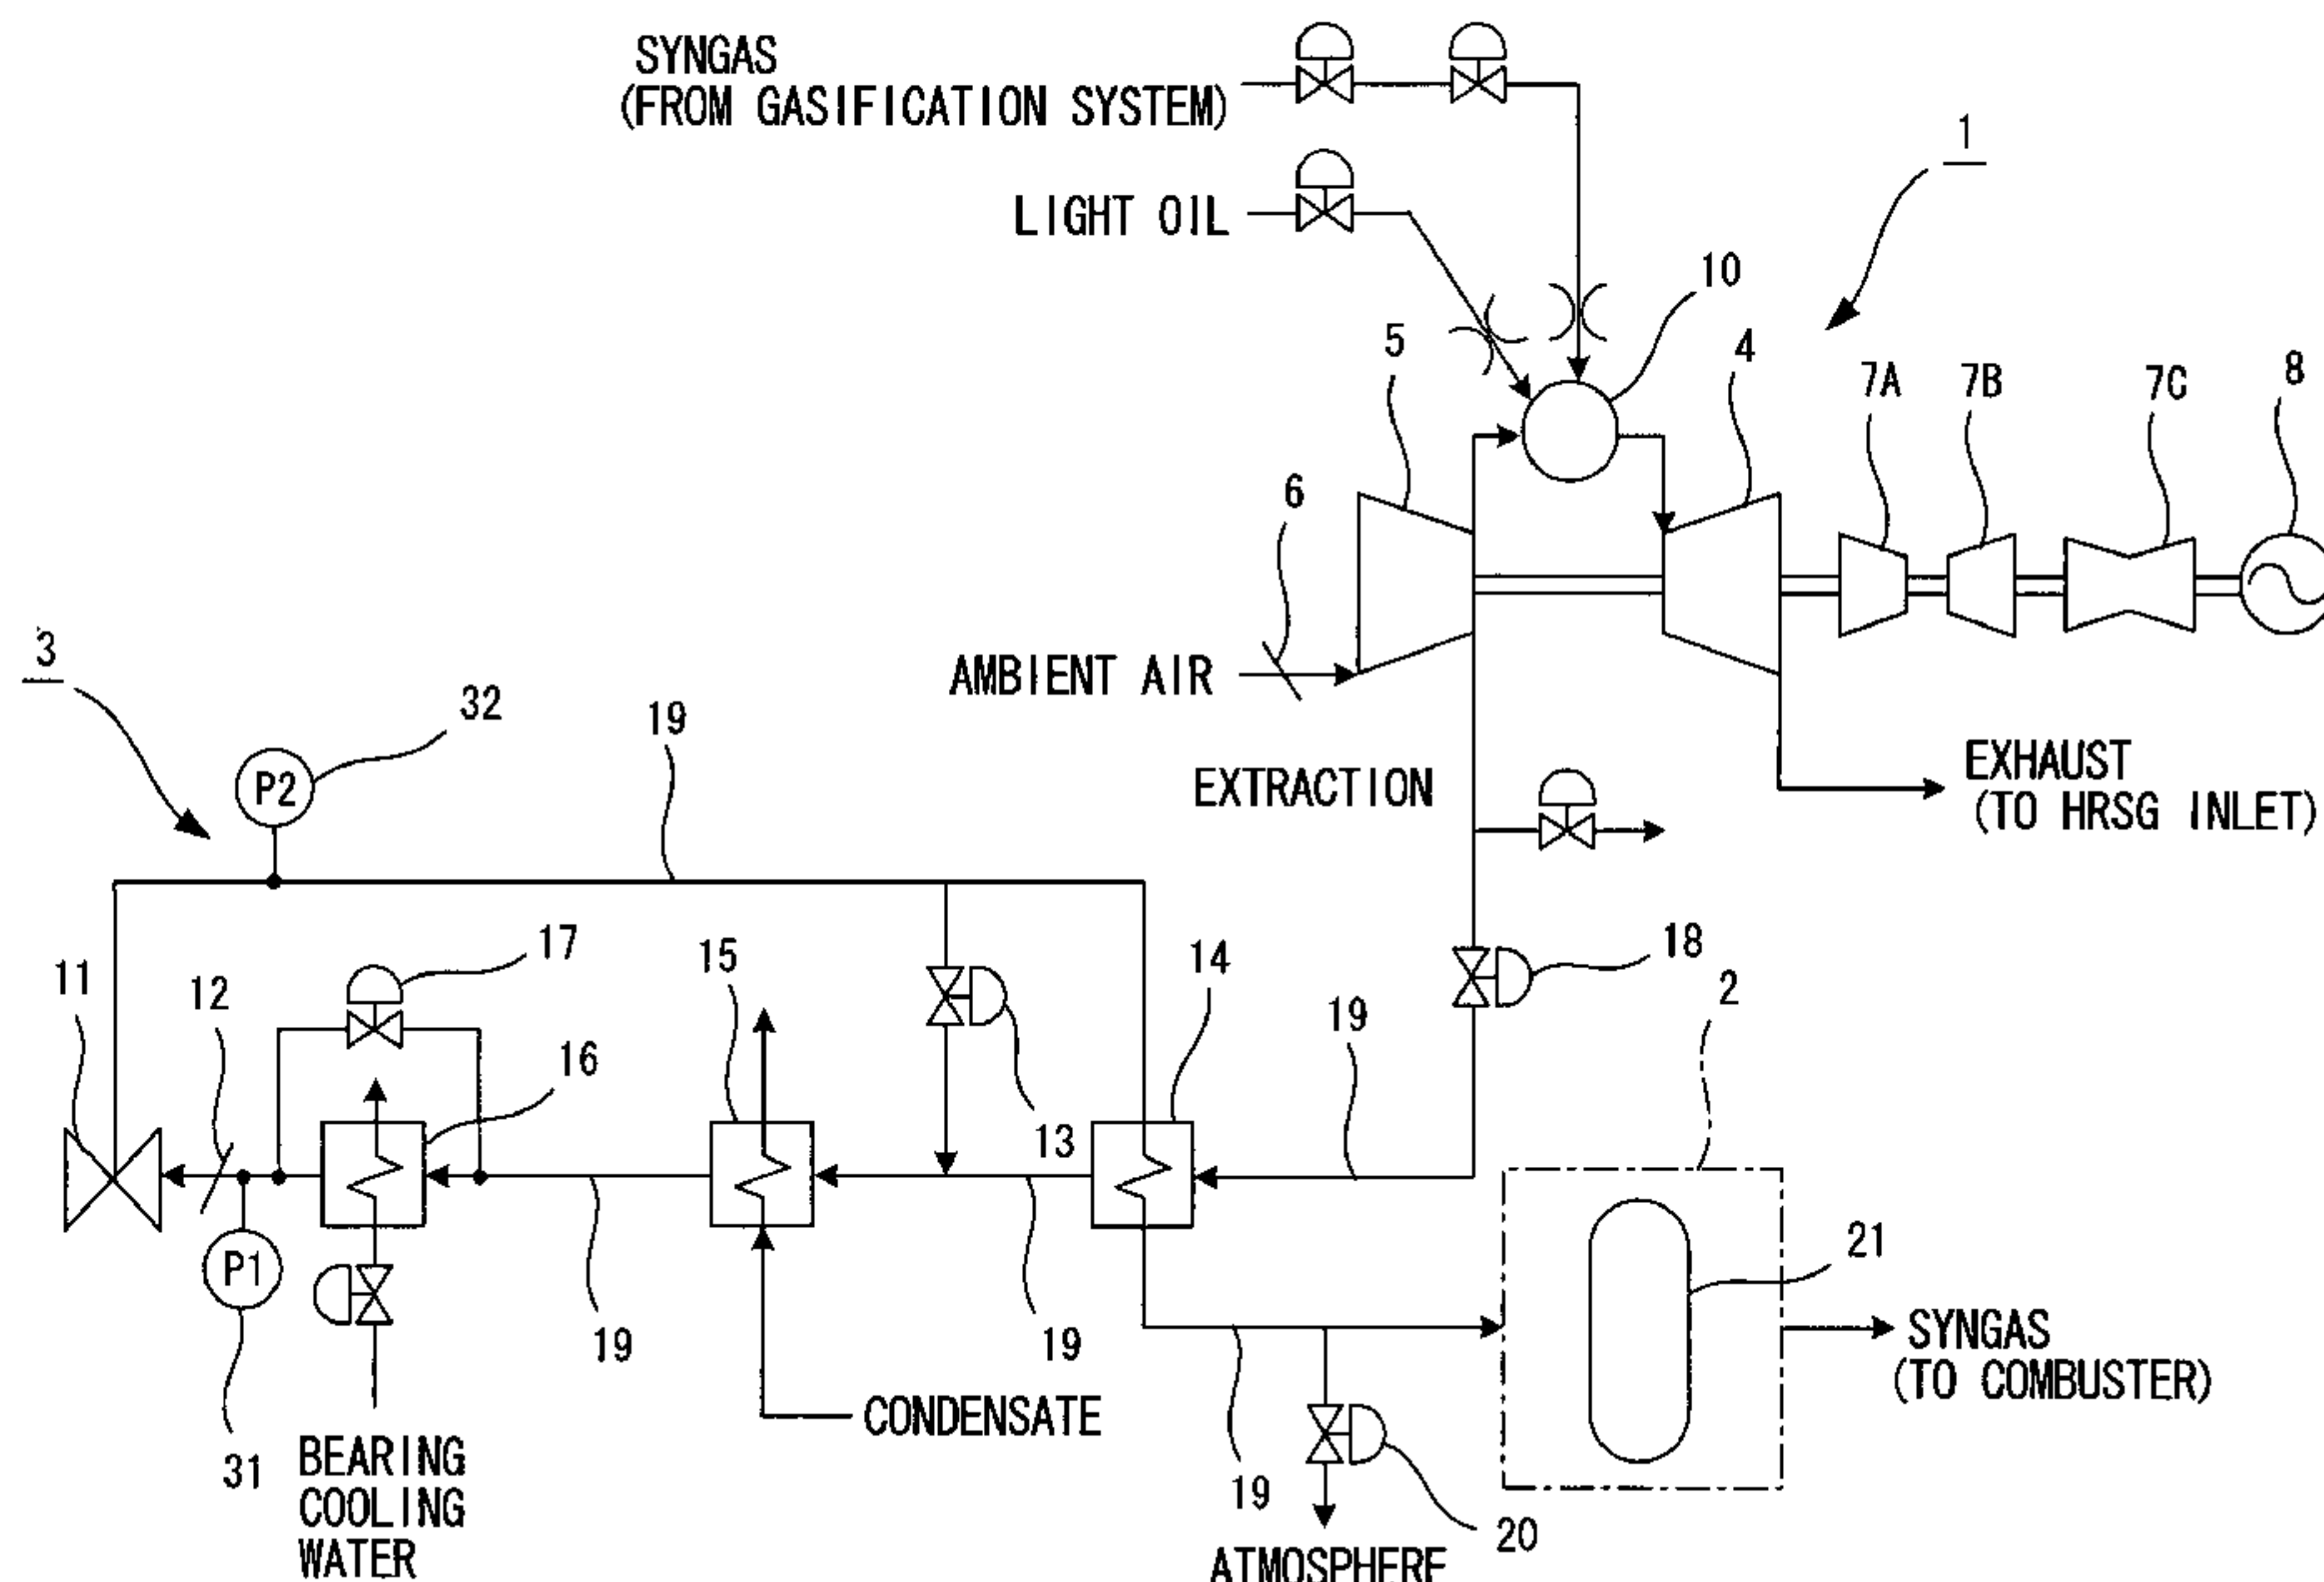 SYNGAS
(FROM GASIFICATION SYSTEM)
1
LIGHT OIL
10
5
4
7A
7B
7C
8
6
AMBIENT AIR
3
32
19
P2
EXTRACTION
EXHAUST
(TO HRSG INLET)
17
15
14
18
2
11
12
16
19
13
P1
21
19
19
SYNGAS
(TO COMBUSTER)
CONDENSATE
31
BEARING
COOLING
WATER
19
20
ATMOSPHERE